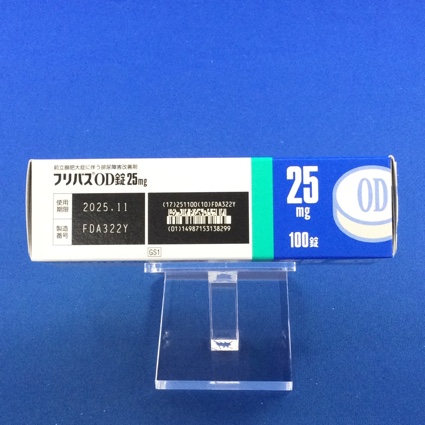 前立腺肥大症に伴う排尿障害改善剤
フリバスOD錠25mg
使用
期限
2025.11
製造
番号
FDA322Y
(17)251100(10)FDA322Y
(01)14987153138299
GS1
25
mg
100錠
OD